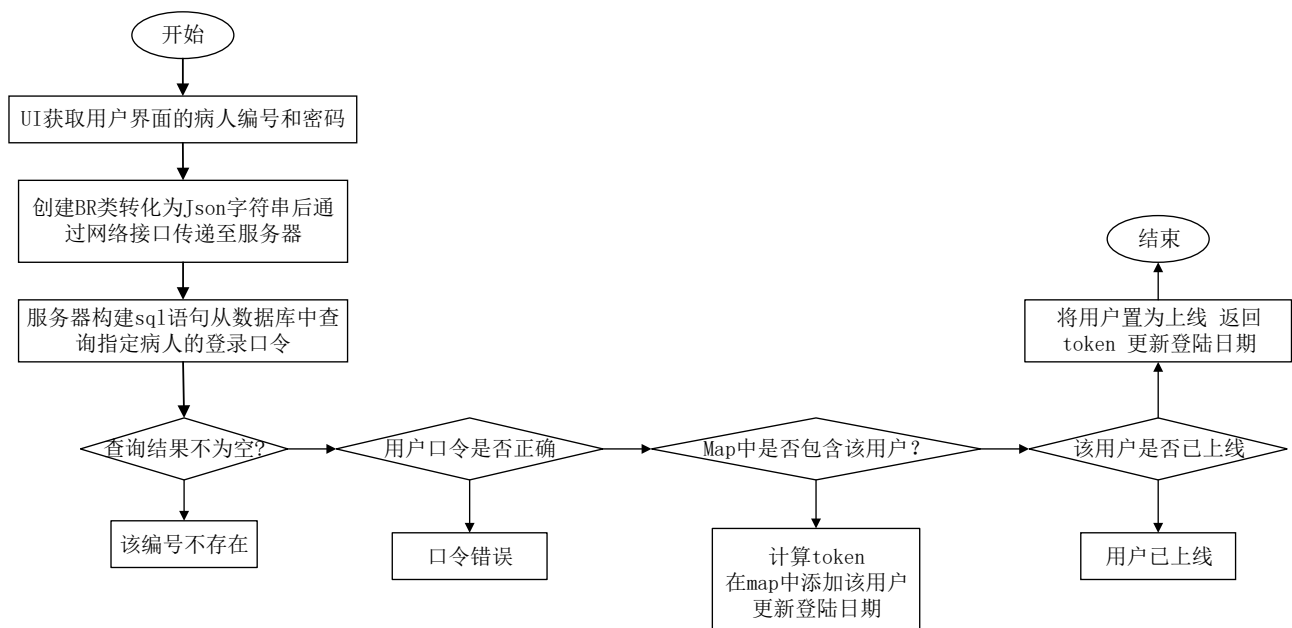 开始
UI获取用户界面的病人编号和密码
创建BR类转化为Json字符串后通
过网络接口传递至服务器
服务器构建sql语句从数据库中查
询指定病人的登录口令
查询结果不为空?
用户口令是否正确
Map中是否包含该用户?
该用户是否已上线
该编号不存在
口令错误
计算token
在map中添加该用户
更新登陆日期
用户已上线
将用户置为上线 返回
token 更新登陆日期
结束